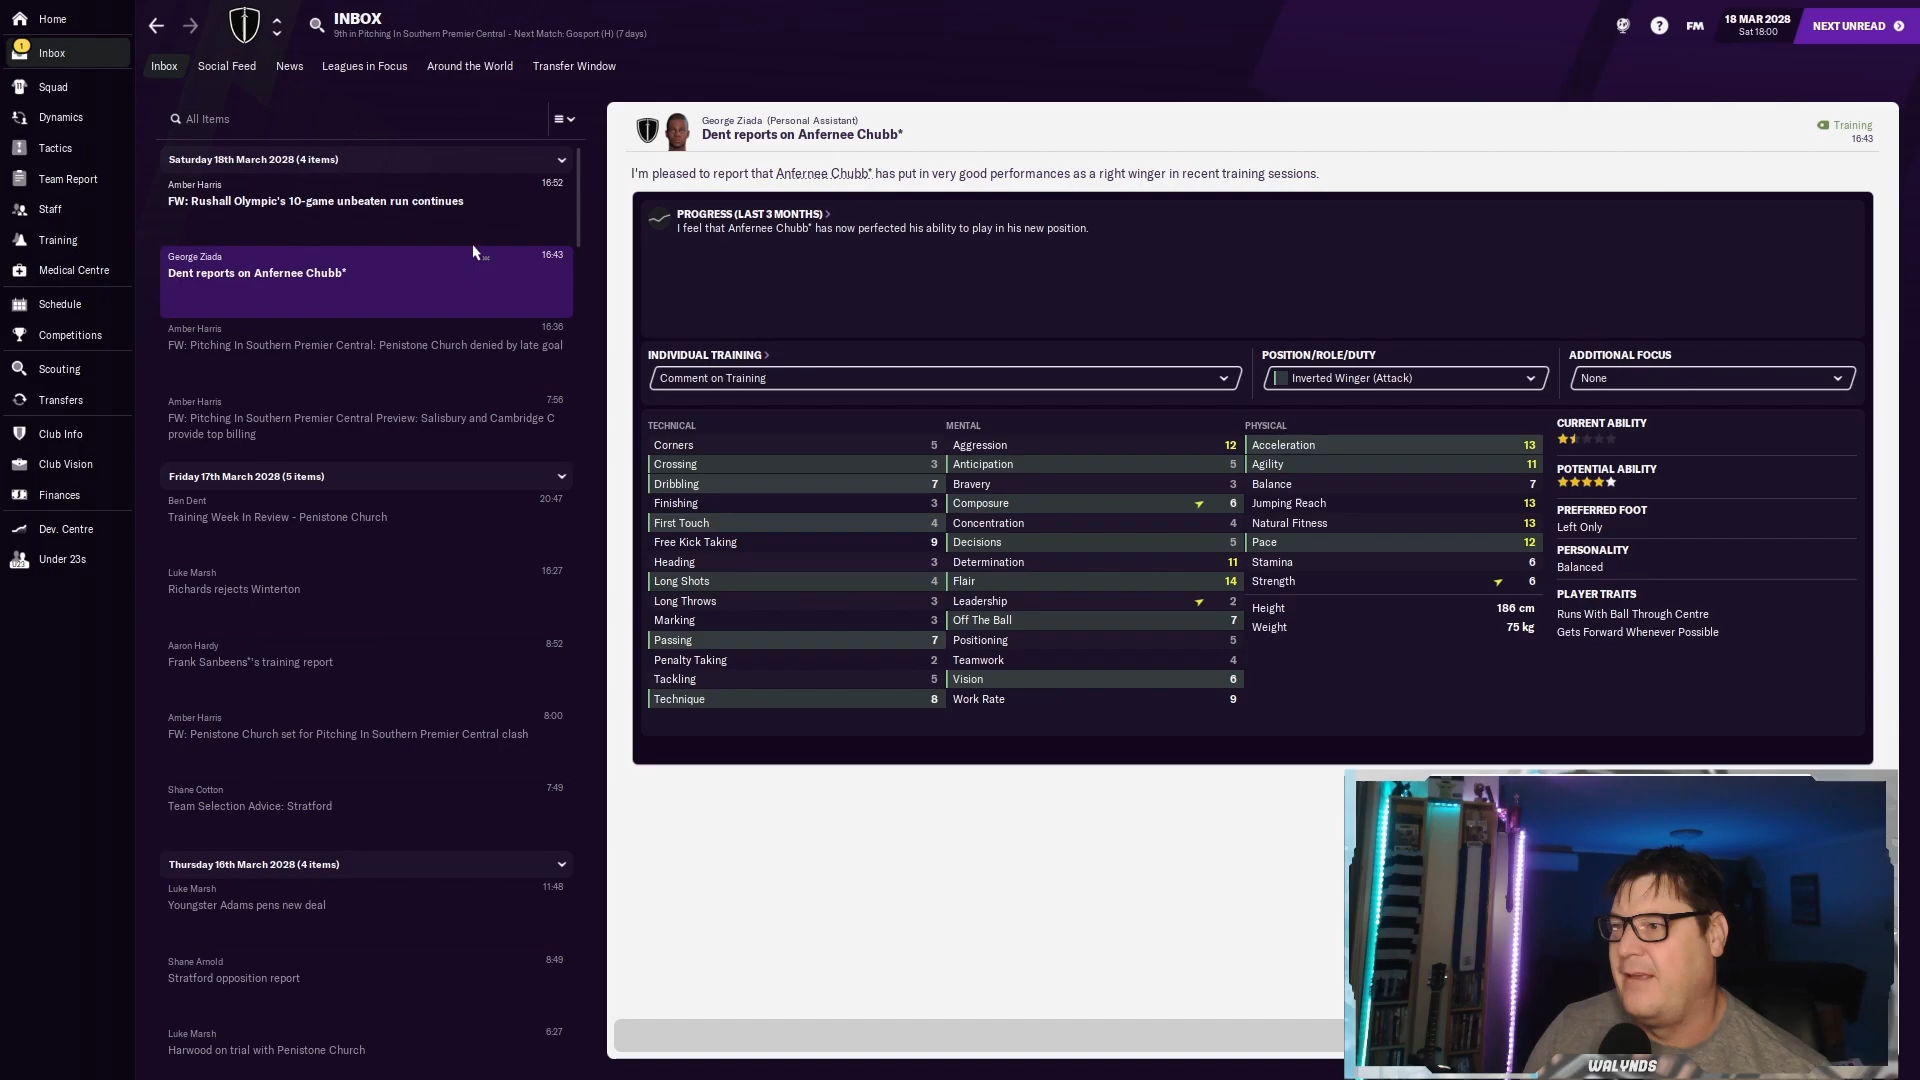 Home
1
Inbox
Squad
Dynamics
Tactics
Team Report
Staff
Training
Medical Centre
Schedule
Competitions
Scouting
Transfers
Club Info
Club Vision
Finances
Dev. Centre
Under 23s
INBOX
9th in Pitching In Southern Premier Central - Next Match: Gosport (H) (7 days)
FM
18 MAR 2028
Sat 18:00
NEXT UNREAD
Inbox
Social Feed
News
Leagues in Focus
Around the World
Transfer Window
All Items
Saturday 18th March 2028 (4 items)
Amber Harris 16:52
FW: Rushall Olympic's 10-game unbeaten run continues
George Ziada 16:43
Dent reports on Anfernee Chubb*
Amber Harris 16:36
FW: Pitching In Southern Premier Central: Penistone Church denied by late goal
Amber Harris 7:56
FW: Pitching In Southern Premier Central Preview: Salisbury and Cambridge C
provide top billing
Friday 17th March 2028 (5 items)
Ben Dent 20:47
Training Week In Review - Penistone Church
Luke Marsh 16:27
Richards rejects Winterton
Aaron Hardy 8:52
Frank Sanbeens*'s training report
Amber Harris 8:00
FW: Penistone Church set for Pitching In Southern Premier Central clash
Shane Cotton 7:49
Team Selection Advice: Stratford
Thursday 16th March 2028 (4 items)
Luke Marsh 11:48
Youngster Adams pens new deal
Shane Arnold 8:49
Stratford opposition report
Luke Marsh 6:27
Harwood on trial with Penistone Church
George Ziada (Personal Assistant)
Dent reports on Anfernee Chubb*
Training
16:43
I'm pleased to report that Anfernee Chubb* has put in very good performances as a right winger in recent training sessions.
PROGRESS (LAST 3 MONTHS)
I feel that Anfernee Chubb* has now perfected his ability to play in his new position.
INDIVIDUAL TRAINING
Comment on Training
POSITION/ROLE/DUTY
Inverted Winger (Attack)
ADDITIONAL FOCUS
None
TECHNICAL
Corners 5
Crossing 3
Dribbling 7
Finishing 3
First Touch 4
Free Kick Taking 9
Heading 3
Long Shots 4
Long Throws 3
Marking 3
Passing 7
Penalty Taking 2
Tackling 5
Technique 8
MENTAL
Aggression 12
Anticipation 5
Bravery 3
Composure 6
Concentration 4
Decisions 5
Determination 11
Flair 14
Leadership 2
Off The Ball 7
Positioning 5
Teamwork 4
Vision 6
Work Rate 9
PHYSICAL
Acceleration 13
Agility 11
Balance 7
Jumping Reach 13
Natural Fitness 13
Pace 12
Stamina 6
Strength 6
Height 186 cm
Weight 75 kg
CURRENT ABILITY
POTENTIAL ABILITY
PREFERRED FOOT
Left Only
PERSONALITY
Balanced
PLAYER TRAITS
Runs With Ball Through Centre
Gets Forward Whenever Possible
WALYNDS